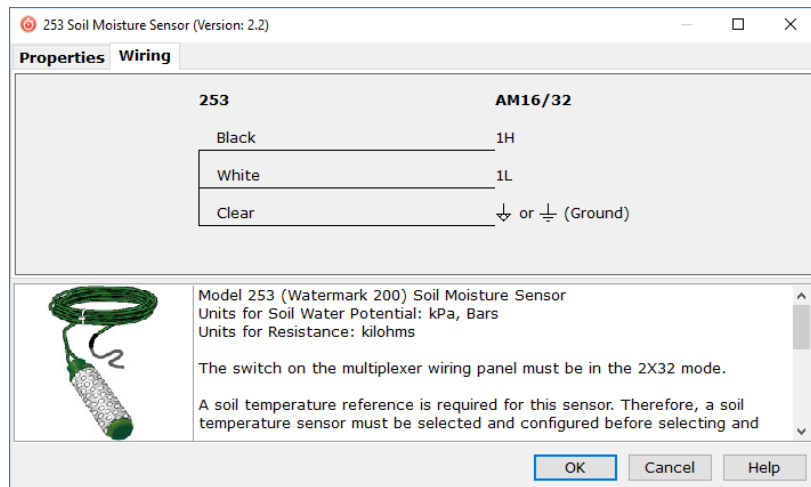 253 Soil Moisture Sensor (Version: 2.2)
Properties Wiring
253 AM16/32
Black 1H
White 1L
Clear or (Ground)
Model 253 (Watermark 200) Soil Moisture Sensor
Units for Soil Water Potential: kPa, Bars
Units for Resistance: kilohms
The switch on the multiplexer wiring panel must be in the 2X32 mode.
A soil temperature reference is required for this sensor. Therefore, a soil
temperature sensor must be selected and configured before selecting and
OK Cancel Help